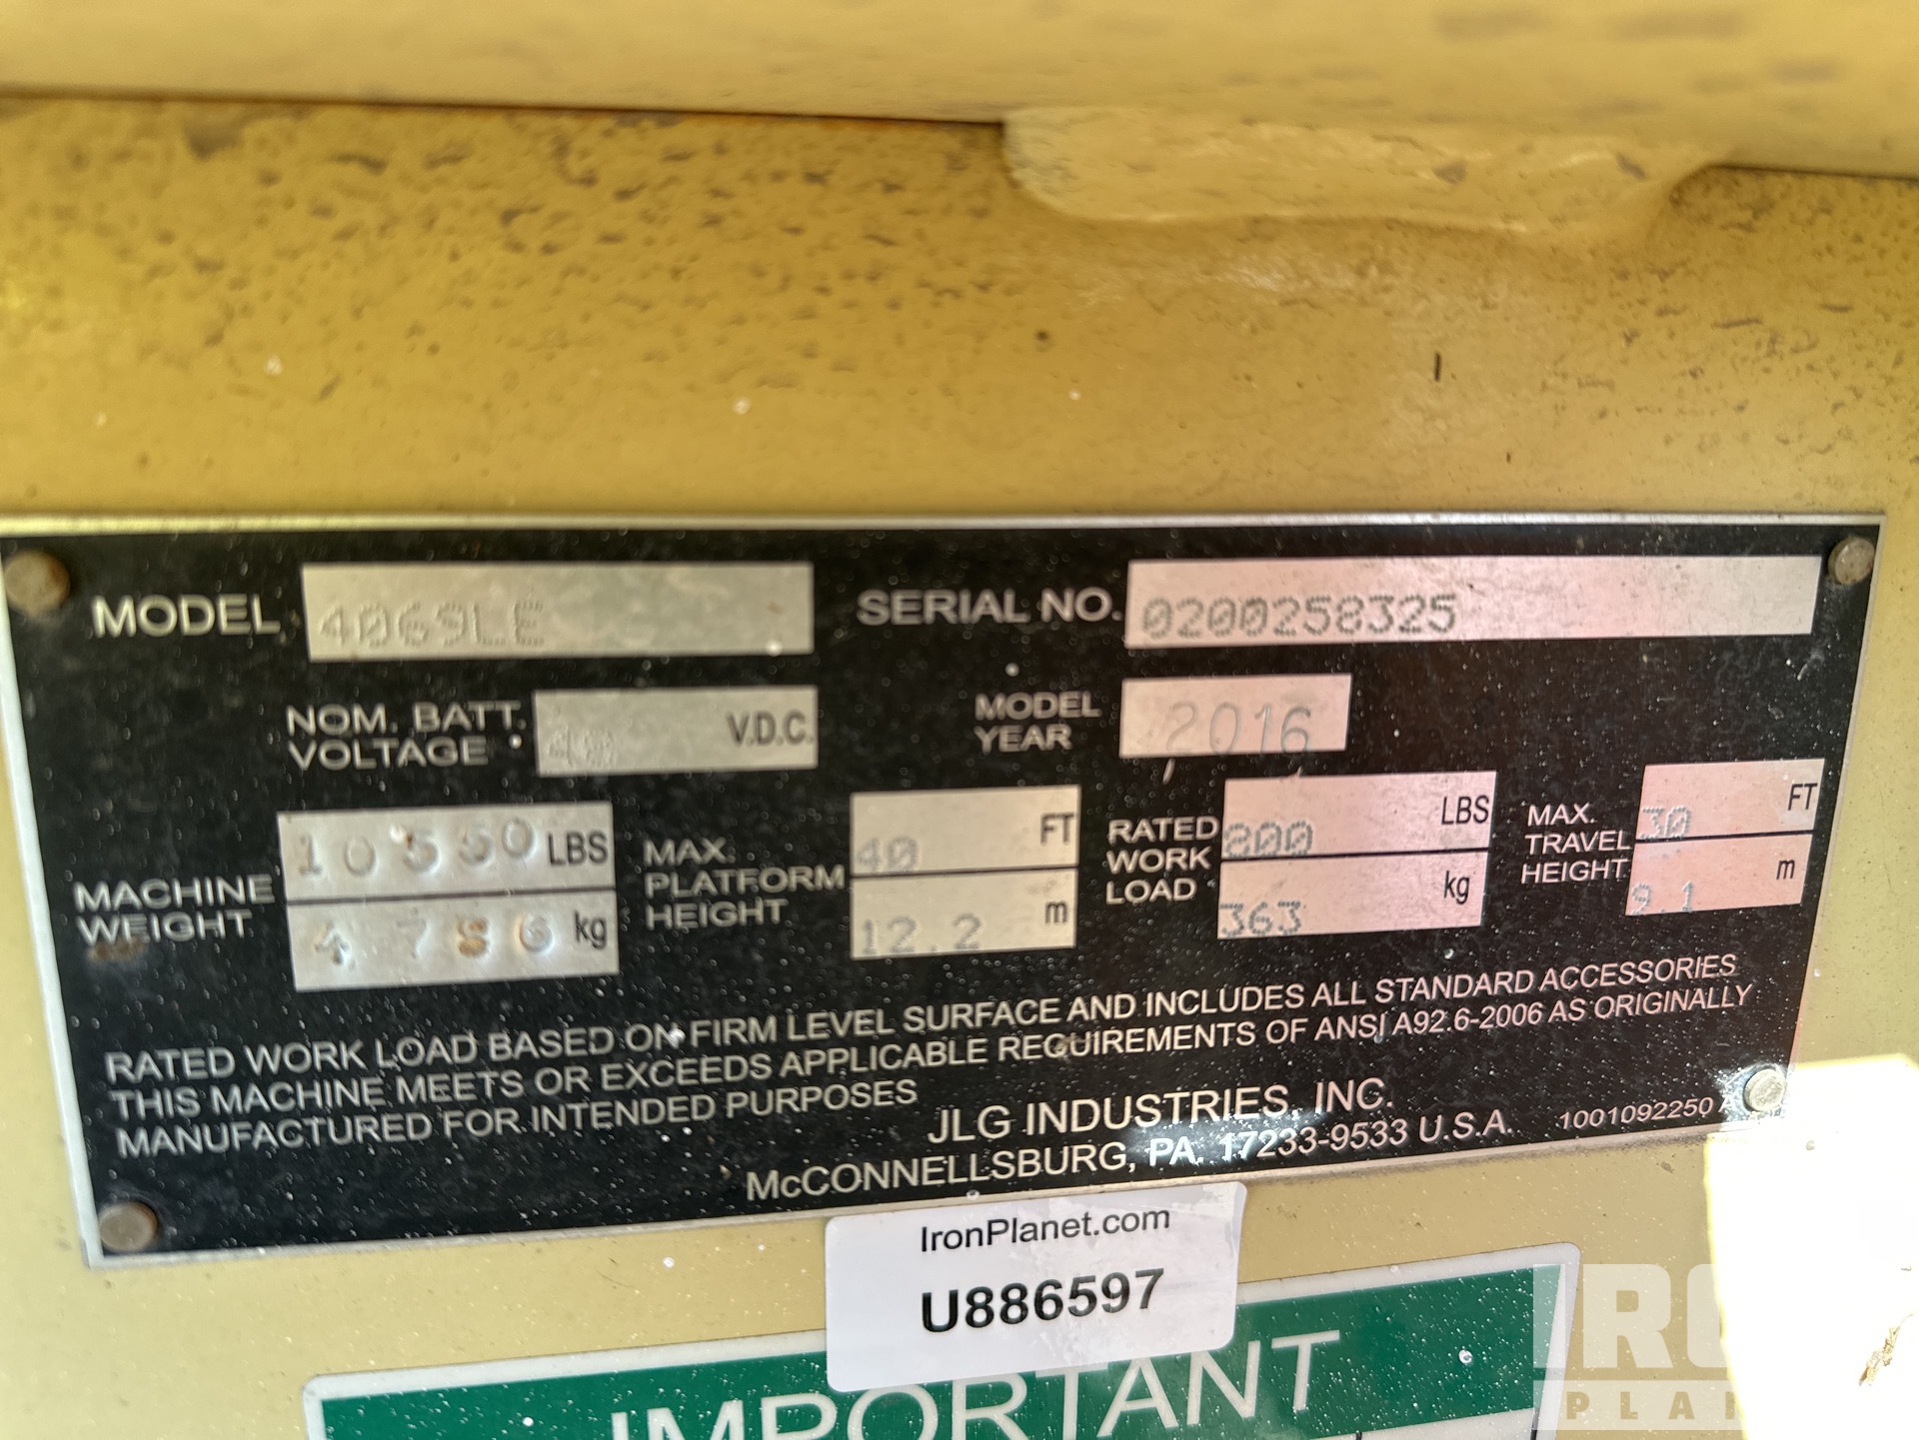 MODEL 4069LE SERIAL NO. 0200258325
NOM. BATT. VOLTAGE 48 V.D.C. MODEL YEAR 2016
MACHINE WEIGHT 10550 LBS 4786 kg
MAX. PLATFORM HEIGHT 40 FT 12.2 m
RATED WORK LOAD 800 LBS 363 kg
MAX. TRAVEL HEIGHT 30 FT 9.1 m
RATED WORK LOAD BASED ON FIRM LEVEL SURFACE AND INCLUDES ALL STANDARD ACCESSORIES
THIS MACHINE MEETS OR EXCEEDS APPLICABLE REQUIREMENTS OF ANSI A92.6-2006 AS ORIGINALLY
MANUFACTURED FOR INTENDED PURPOSES
JLG INDUSTRIES, INC.
McCONNELLSBURG, PA. 17233-9533 U.S.A. 1001092250
IronPlanet.com
U886597
IMPORTANT
IRO
PLA